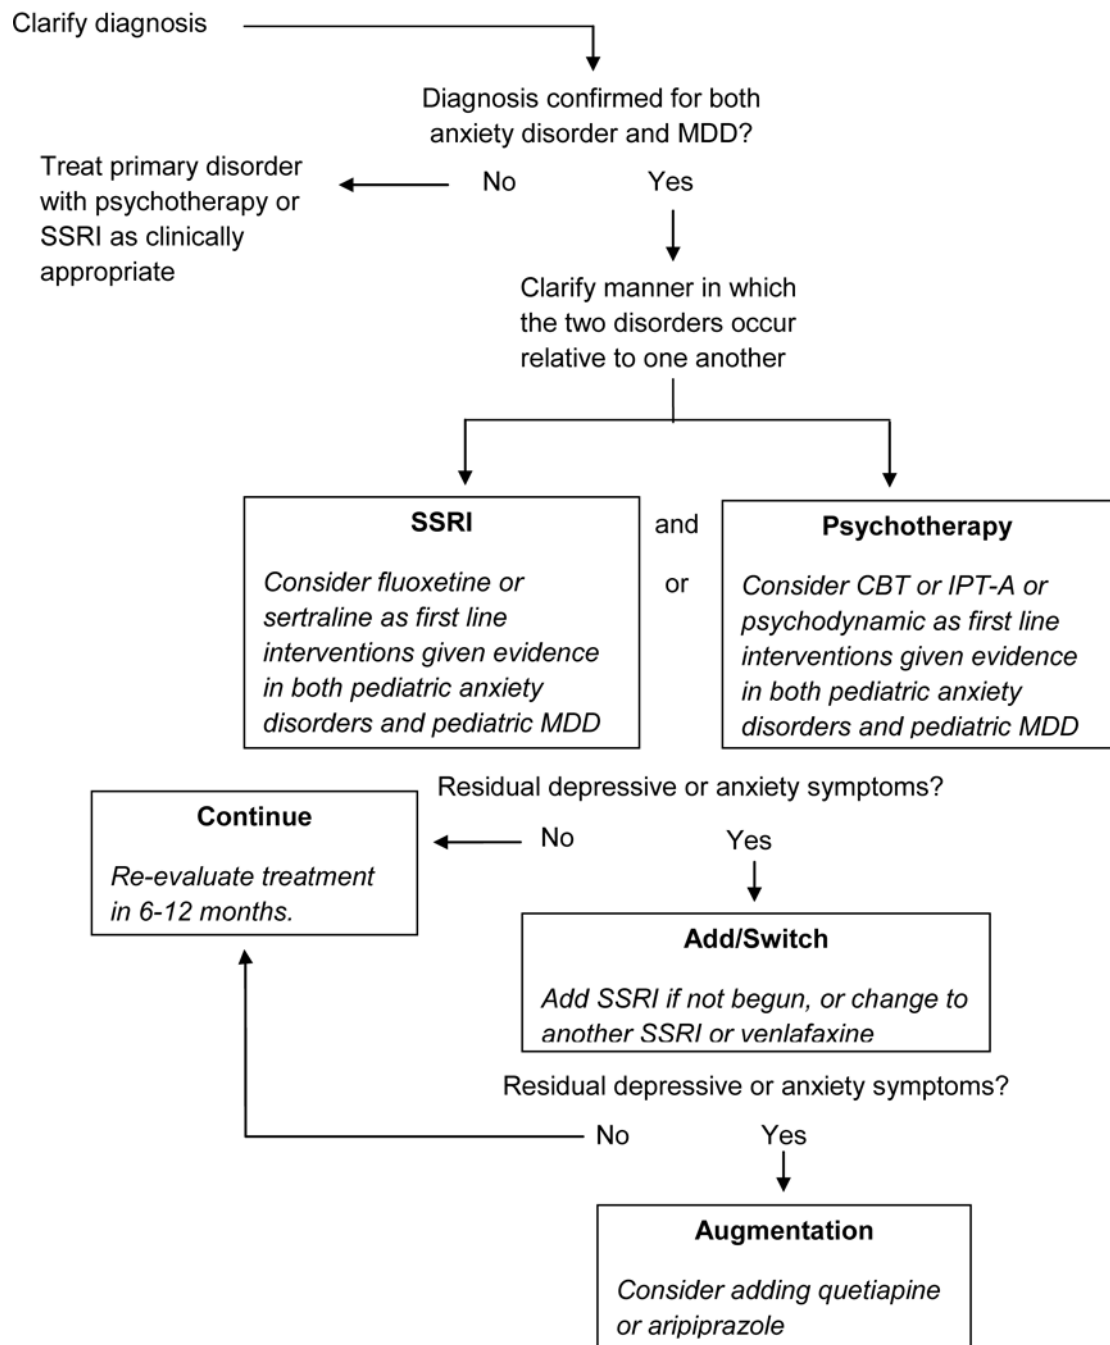 Clarify diagnosis
Diagnosis confirmed for both
anxiety disorder and MDD?
No Yes
Treat primary disorder
with psychotherapy or
SSRI as clinically
appropriate
Clarify manner in which
the two disorders occur
relative to one another
SSRI
Consider fluoxetine or
sertraline as first line
interventions given evidence
in both pediatric anxiety
disorders and pediatric MDD
and
or
Psychotherapy
Consider CBT or IPT-A or
psychodynamic as first line
interventions given evidence
in both pediatric anxiety
disorders and pediatric MDD
Residual depressive or anxiety symptoms?
No Yes
Continue
Re-evaluate treatment
in 6-12 months.
Add/Switch
Add SSRI if not begun, or change to
another SSRI or venlafaxine
Residual depressive or anxiety symptoms?
No Yes
Augmentation
Consider adding quetiapine
or aripiprazole